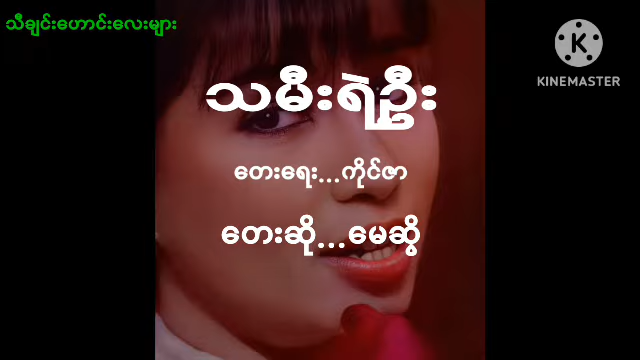 သီချင်းဟောင်းလေးများ
KINEMASTER
သမီးရဲ့ဦး
တေးရေး...ကိုင်ဇာ
တေးဆို...မေဆွိ